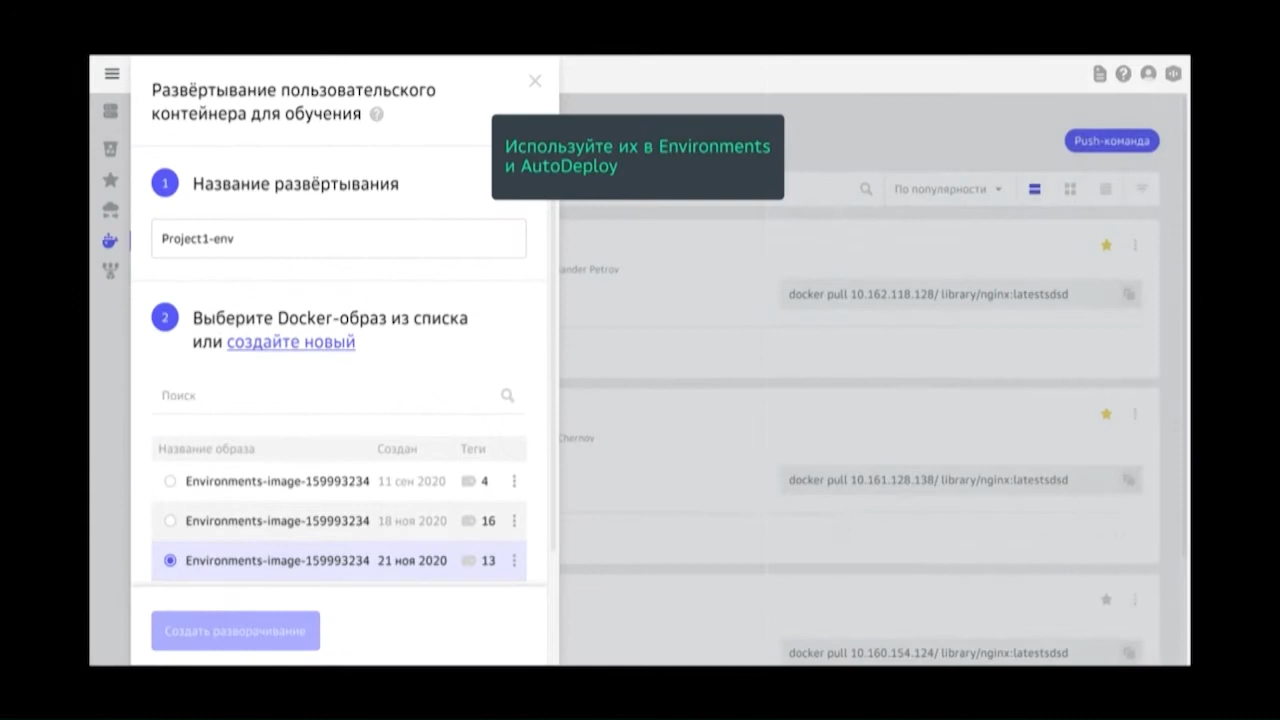 Развёртывание пользовательского
контейнера для обучения
Используйте их в Environments
и AutoDeploy
Push-команда
1
Название развёртывания
По популярности
Project1-env
ander Petrov
docker pull 10.162.118.128/ library/nginx:latestsdsd
2
Выберите Docker-образ из списка
или создайте новый
Поиск
Chernov
Название образа Создан Теги
Environments-image-159993234 11 сен 2020 4
docker pull 10.161.128.138/ library/nginx:latestsdsd
Environments-image-159993234 18 ноя 2020 16
Environments-image-159993234 21 ноя 2020 13
Создать разворачивание
docker pull 10.160.154.124/ library/nginx:latestsdsd